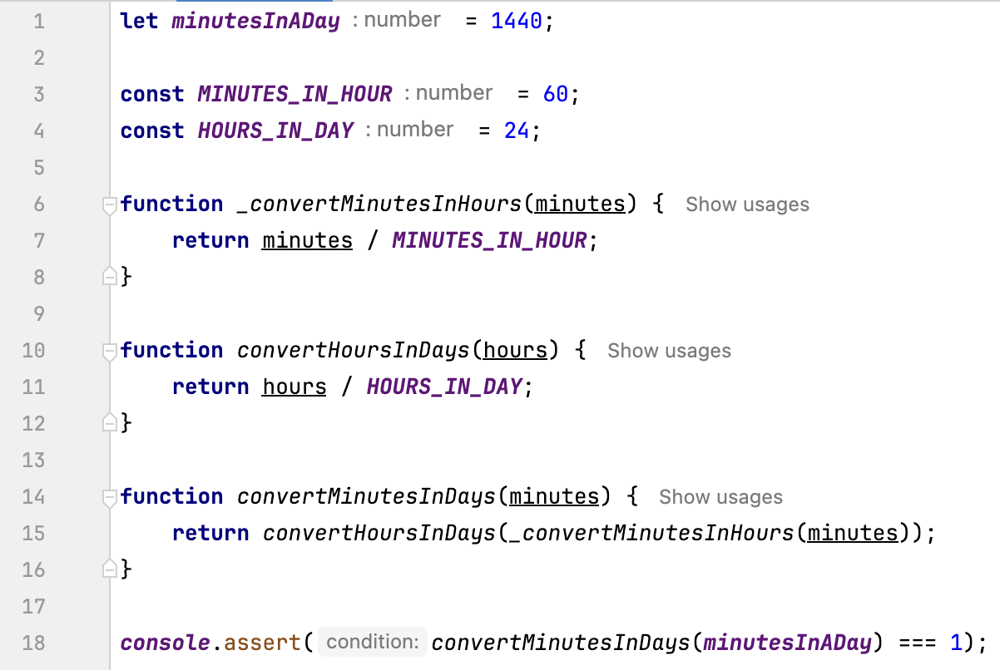 1 let minutesInADay : number = 1440;
2
3 const MINUTES_IN_HOUR : number = 60;
4 const HOURS_IN_DAY : number = 24;
5
6 function _convertMinutesInHours(minutes) { Show usages
7 return minutes / MINUTES_IN_HOUR;
8 }
9
10 function convertHoursInDays(hours) { Show usages
11 return hours / HOURS_IN_DAY;
12 }
13
14 function convertMinutesInDays(minutes) { Show usages
15 return convertHoursInDays(_convertMinutesInHours(minutes));
16 }
17
18 console.assert( condition: convertMinutesInDays(minutesInADay) === 1);